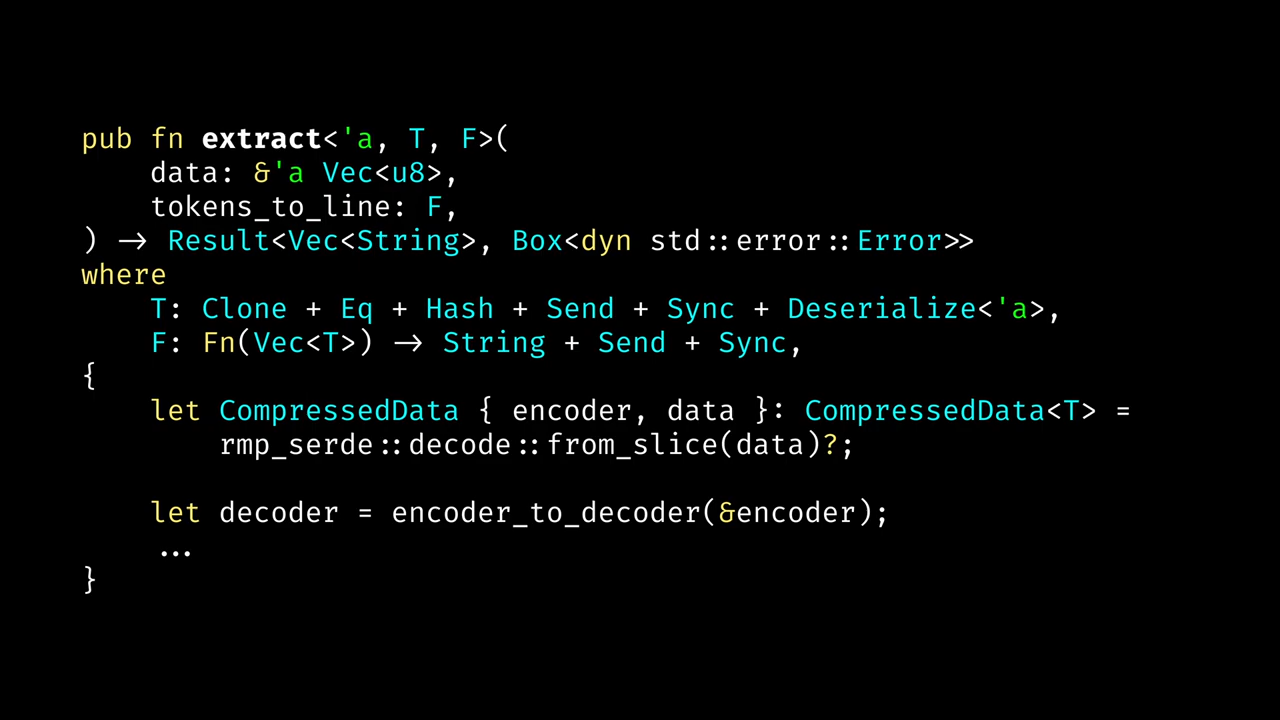 pub fn extract<'a, T, F>(
    data: &'a Vec<u8>,
    tokens_to_line: F,
) -> Result<Vec<String>, Box<dyn std::error::Error>>
where
    T: Clone + Eq + Hash + Send + Sync + Deserialize<'a>,
    F: Fn(Vec<T>) -> String + Send + Sync,
{
    let CompressedData { encoder, data }: CompressedData<T> =
        rmp_serde::decode::from_slice(data)?;

    let decoder = encoder_to_decoder(&encoder);
    ...
}